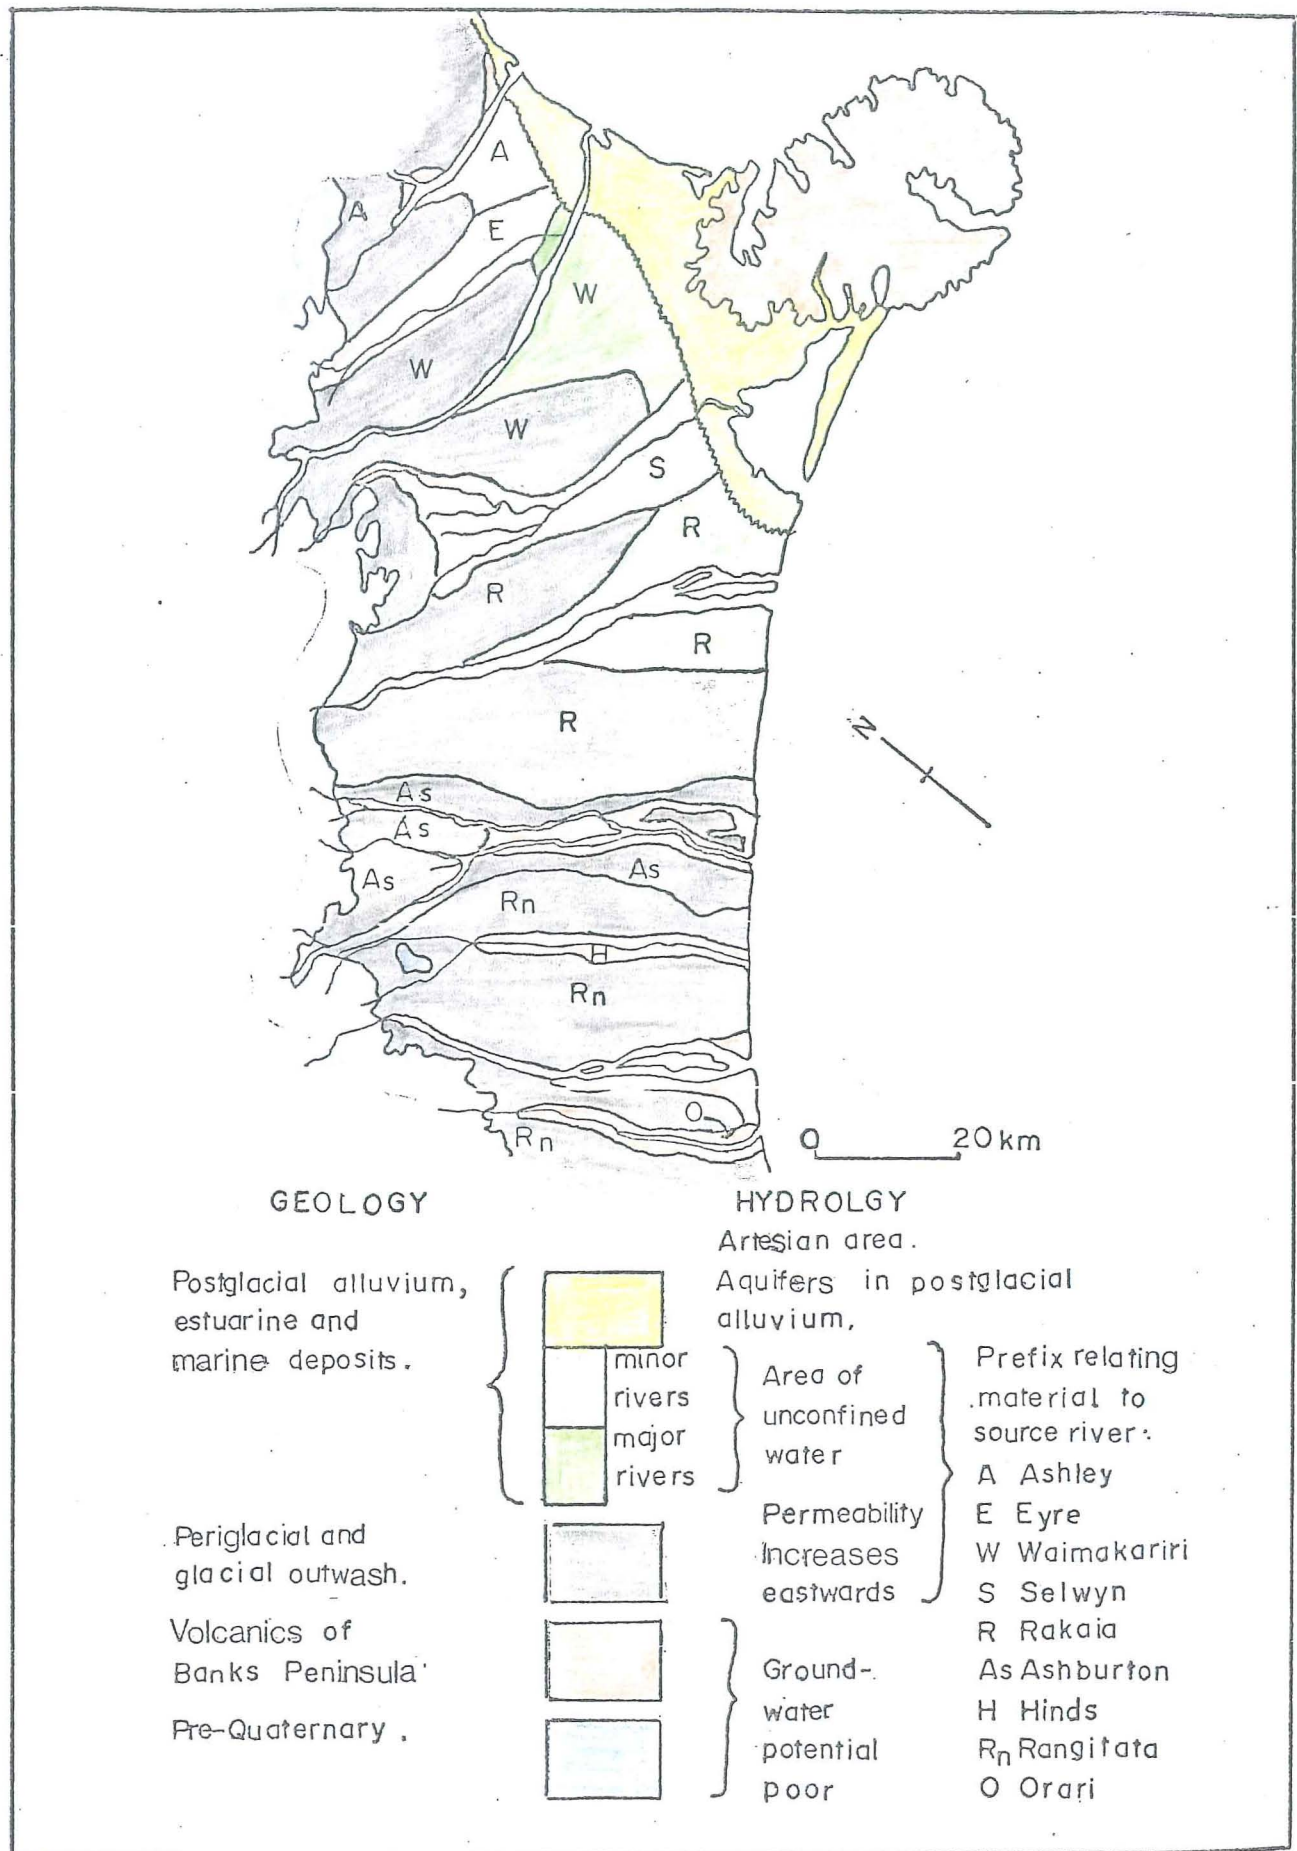 A
A
E
W
W
W
S
R
R
R
R
N
As
As
As
As
Rn
H
Rn
O
Rn
0 20 km
GEOLOGY
HYDROLGY
Artesian area.
Postglacial alluvium,
estuarine and
marine deposits.
Aquifers in postglacial
alluvium.
minor
rivers
major
rivers
Area of
unconfined
water
Permeability
Increases
eastwards
Prefix relating
material to
source river.
A Ashley
E Eyre
W Waimakariri
S Selwyn
R Rakaia
As Ashburton
H Hinds
Rn Rangitata
O Orari
Periglacial and
glacial outwash.
Volcanics of
Banks Peninsula
Pre-Quaternary.
Ground-
water
potential
poor